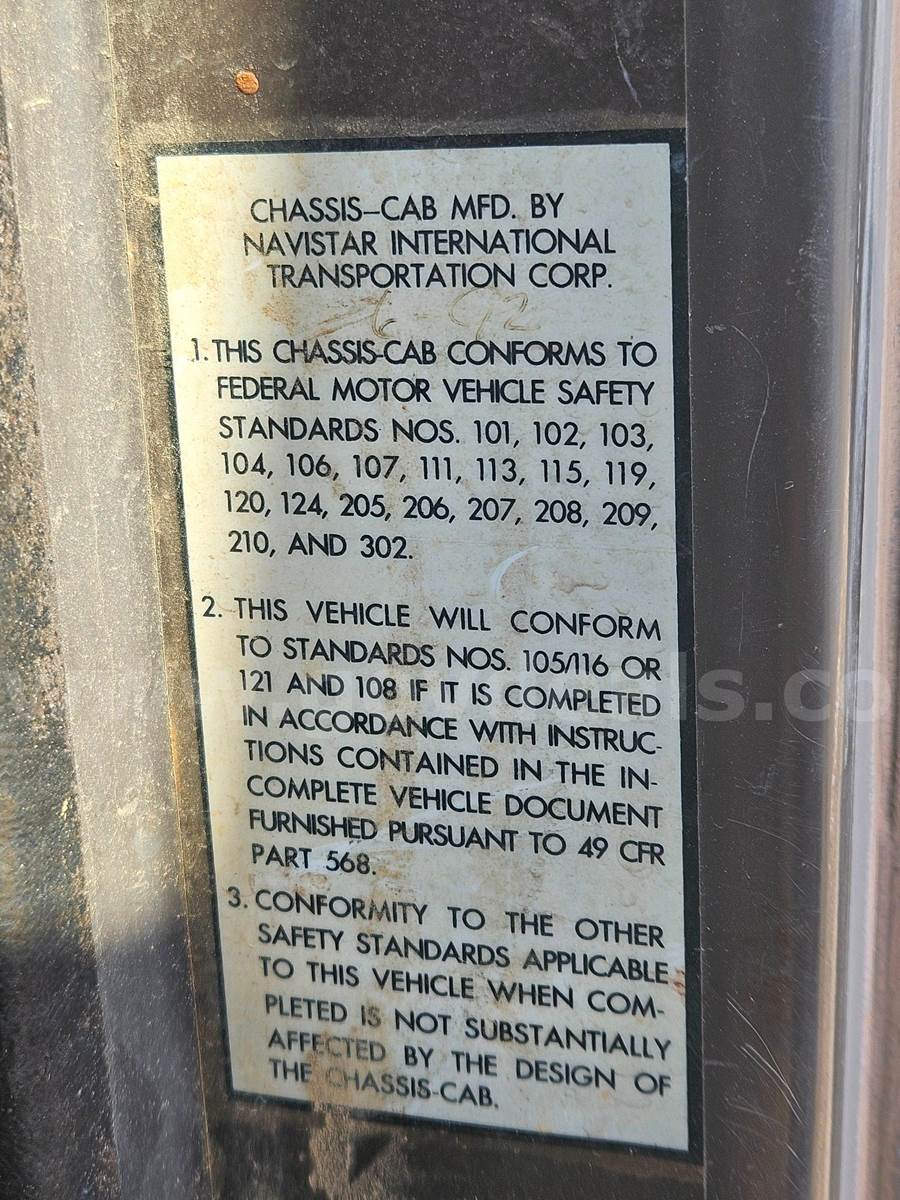 CHASSIS-CAB MFD. BY
NAVISTAR INTERNATIONAL
TRANSPORTATION CORP.
6-92
1. THIS CHASSIS-CAB CONFORMS TO
FEDERAL MOTOR VEHICLE SAFETY
STANDARDS NOS. 101, 102, 103,
104, 106, 107, 111, 113, 115, 119,
120, 124, 205, 206, 207, 208, 209,
210, AND 302.
2. THIS VEHICLE WILL CONFORM
TO STANDARDS NOS. 105/116 OR
121 AND 108 IF IT IS COMPLETED
IN ACCORDANCE WITH INSTRUC-
TIONS CONTAINED IN THE IN-
COMPLETE VEHICLE DOCUMENT
FURNISHED PURSUANT TO 49 CFR
PART 568.
3. CONFORMITY TO THE OTHER
SAFETY STANDARDS APPLICABLE
TO THIS VEHICLE WHEN COM-
PLETED IS NOT SUBSTANTIALLY
AFFECTED BY THE DESIGN OF
THE CHASSIS-CAB.